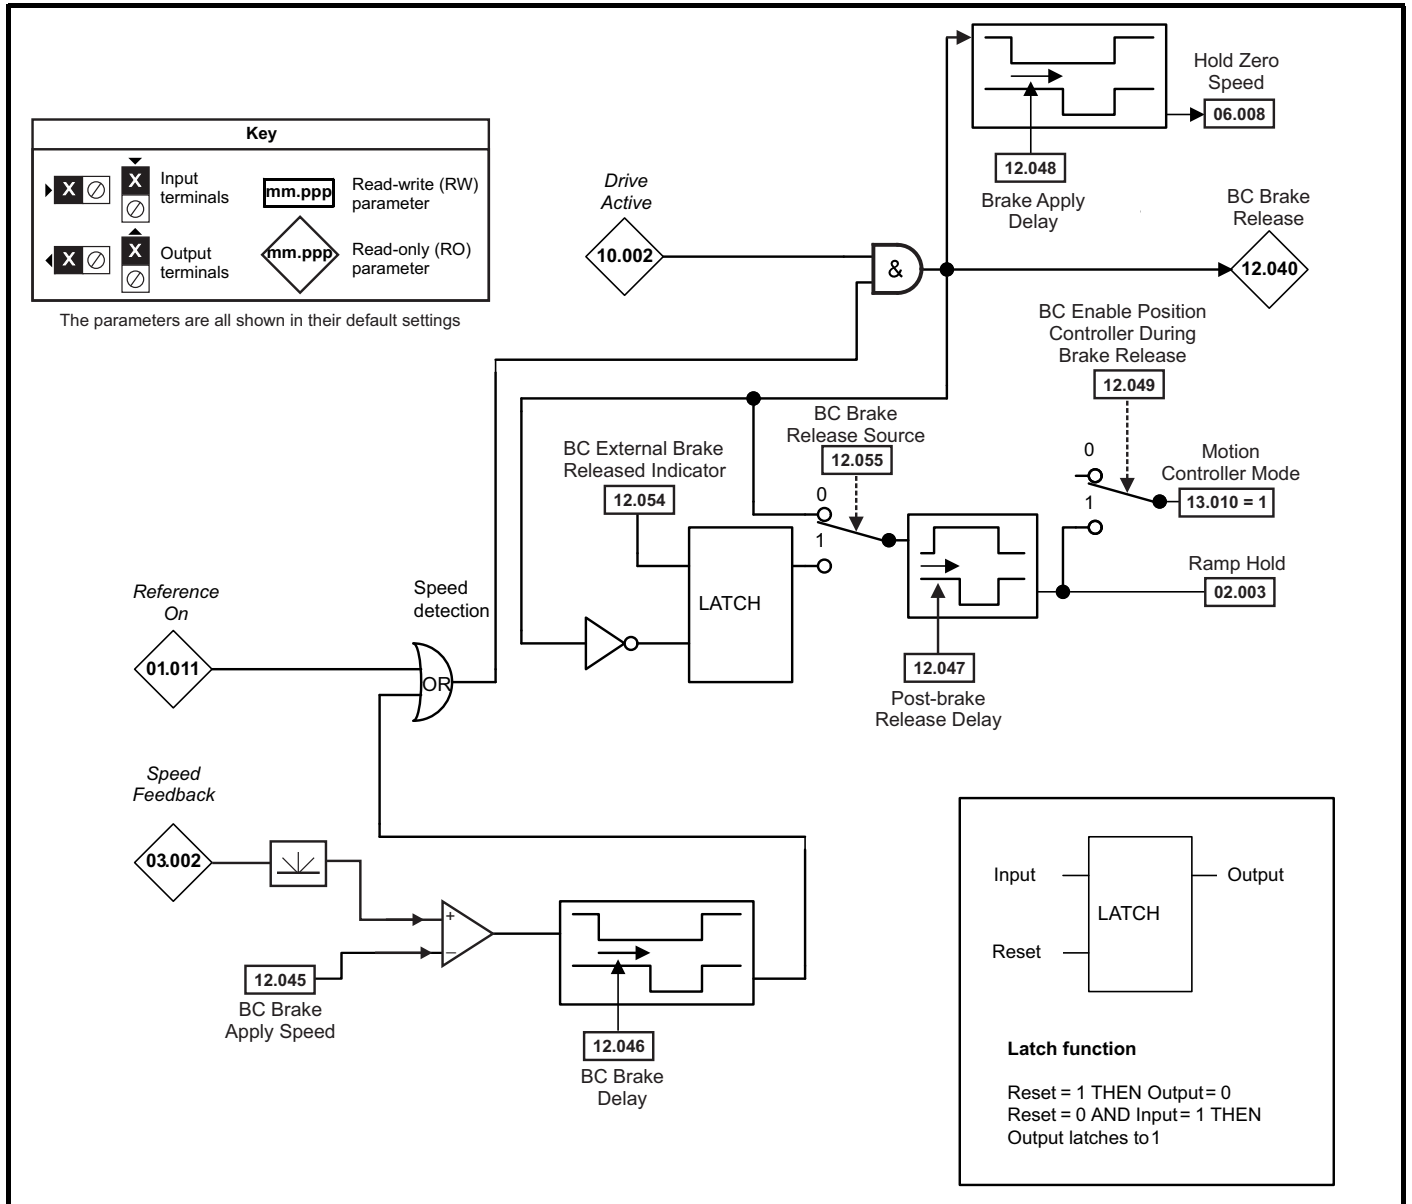 Key
X
X
Input
terminals
mm.ppp
Read-write (RW)
parameter
X
X
Output
terminals
mm.ppp
Read-only (RO)
parameter
The parameters are all shown in their default settings
Hold Zero
Speed
06.008
12.048
Brake Apply
Delay
Drive
Active
10.002
&
BC Brake
Release
12.040
BC Enable Position
Controller During
Brake Release
12.049
BC Brake
Release Source
12.055
BC External Brake
Released Indicator
12.054
0
1
0
1
Motion
Controller Mode
13.010 = 1
Ramp Hold
02.003
LATCH
12.047
Post-brake
Release Delay
Reference
On
01.011
Speed
detection
OR
Speed
Feedback
03.002
+
−
12.045
BC Brake
Apply Speed
12.046
BC Brake
Delay
Input
Reset
LATCH
Output
Latch function
Reset = 1 THEN Output = 0
Reset = 0 AND Input = 1 THEN
Output latches to 1